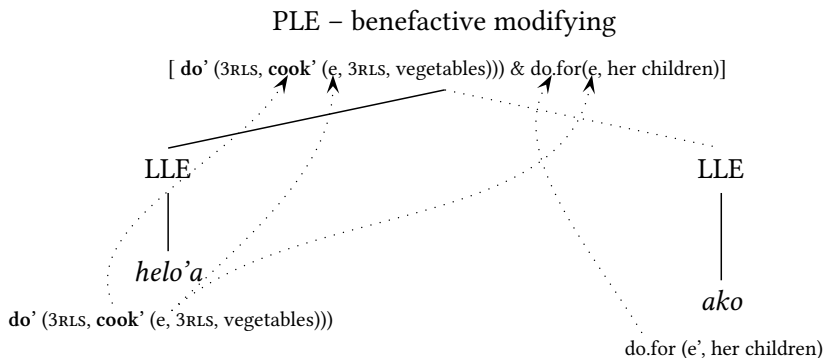 PLE – benefactive modifying
[ do’ (3RLS, cook’ (e, 3RLS, vegetables))) & do.for(e, her children)]
LLE LLE
helo’a
ako
do’ (3RLS, cook’ (e, 3RLS, vegetables)))
do.for (e’, her children)